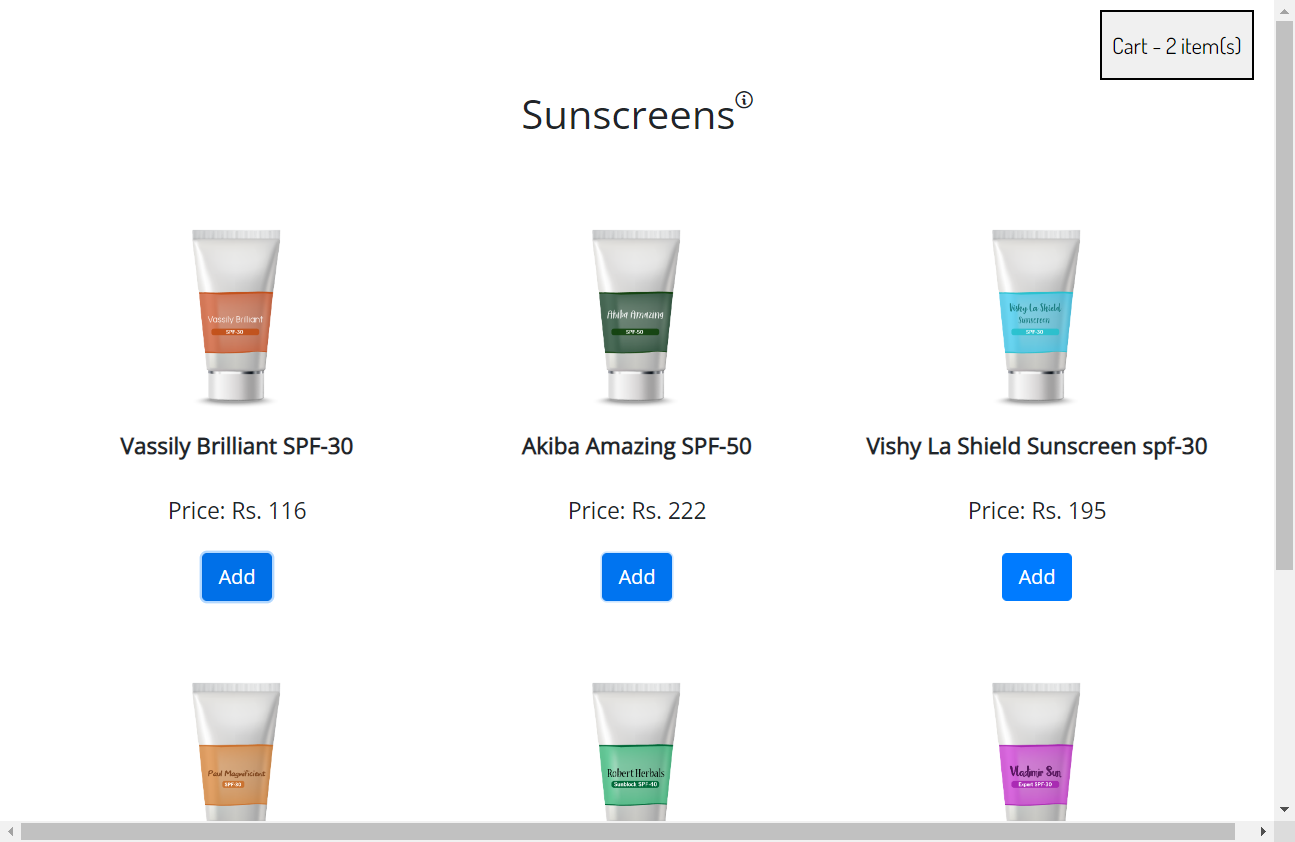 Cart - 2 item(s)
Sunscreens
Vassily Brilliant
SPF-30
Akiba Amazing
SPF-50
Vishy La Shield
Sunscreen
SPF-30
Vassily Brilliant SPF-30
Akiba Amazing SPF-50
Vishy La Shield Sunscreen spf-30
Price: Rs. 116
Price: Rs. 222
Price: Rs. 195
Add
Add
Add
Paul Magnificient
SPF-30
Robert Herbals
Sunblock SPF-40
Vladimir Sun
Expert SPF-30